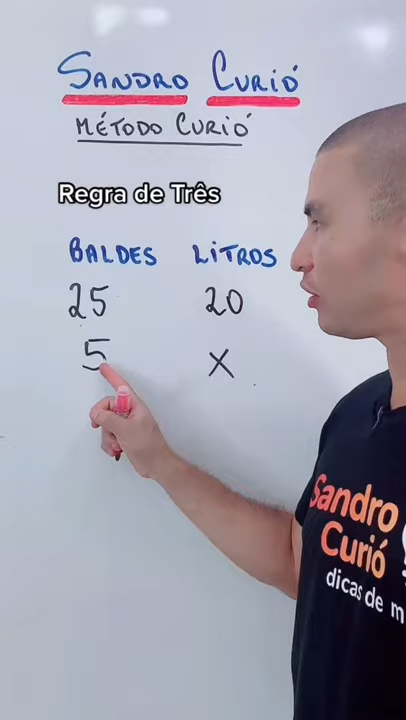 SANDRO CURIÓ
MÉTODO CURIÓ
Regra de Três
BALDES LITROS
25 20
5 X
Sandro
Curió
dicas de m